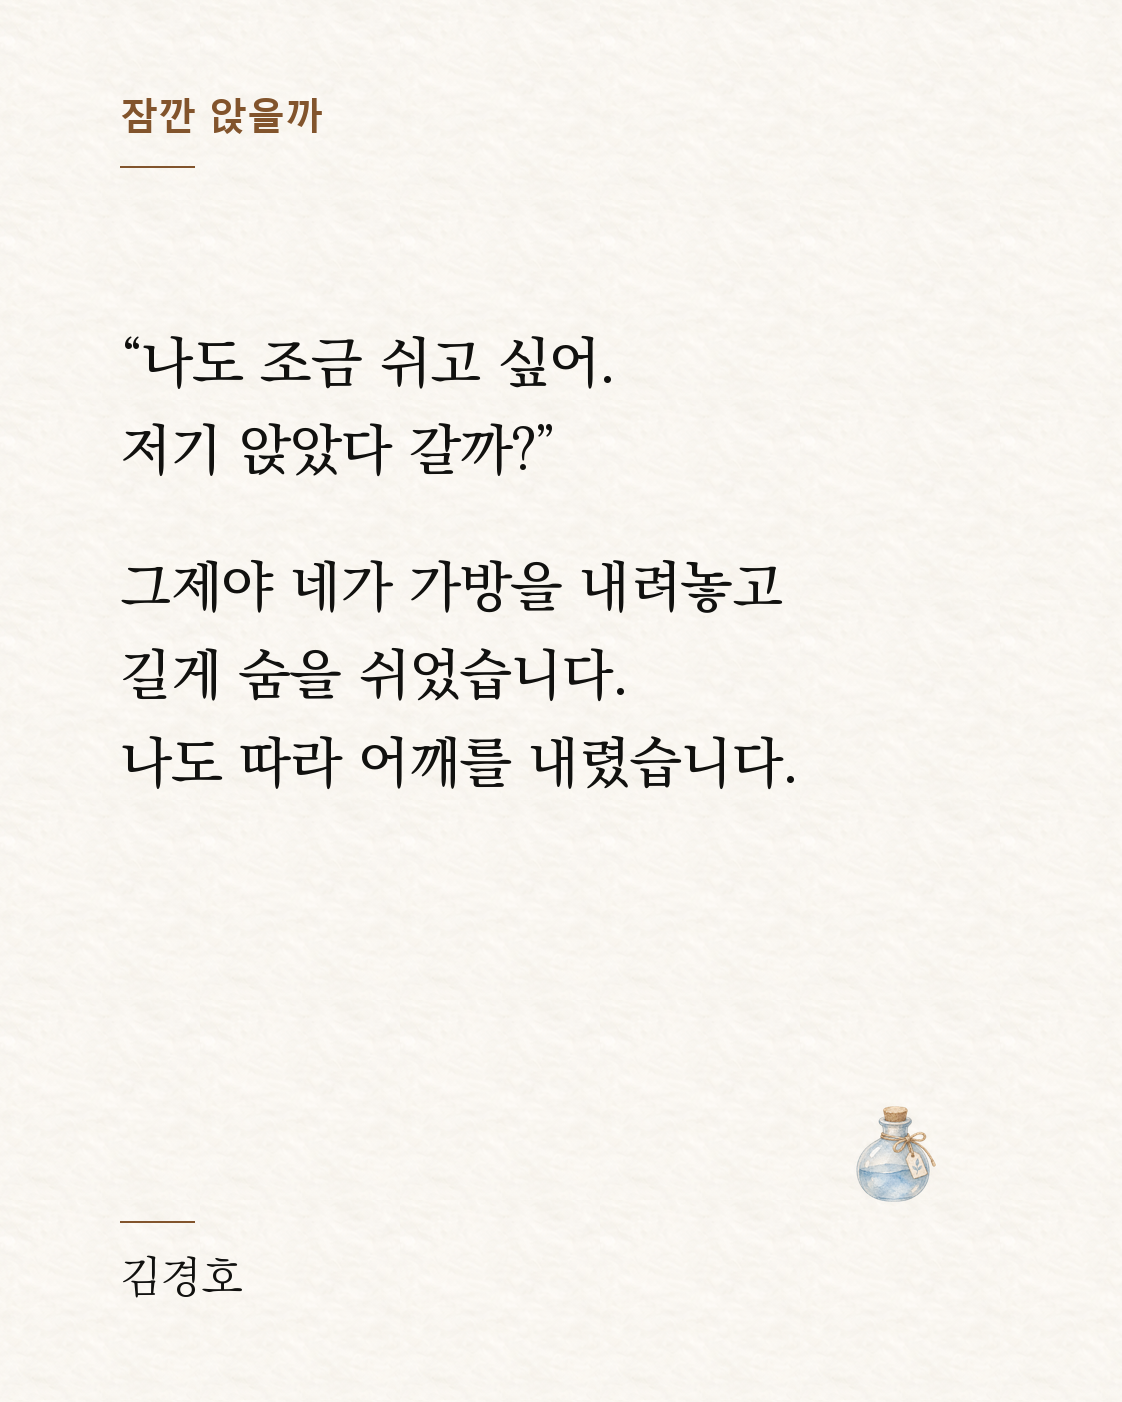 잠깐 앉을까
“나도 조금 쉬고 싶어.
저기 앉았다 갈까?”
그제야 네가 가방을 내려놓고
길게 숨을 쉬었습니다.
나도 따라 어깨를 내렸습니다.
김경호